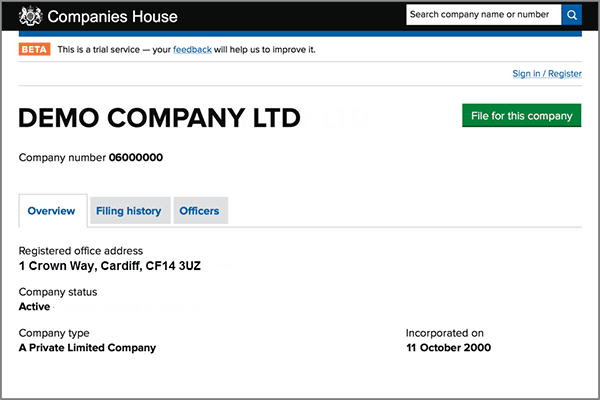 Companies House
Search company name or number
BETA This is a trial service — your feedback will help us to improve it.
Sign in / Register
DEMO COMPANY LTD
File for this company
Company number 06000000
Overview Filing history Officers
Registered office address
1 Crown Way, Cardiff, CF14 3UZ
Company status
Active
Company type Incorporated on
A Private Limited Company 11 October 2000